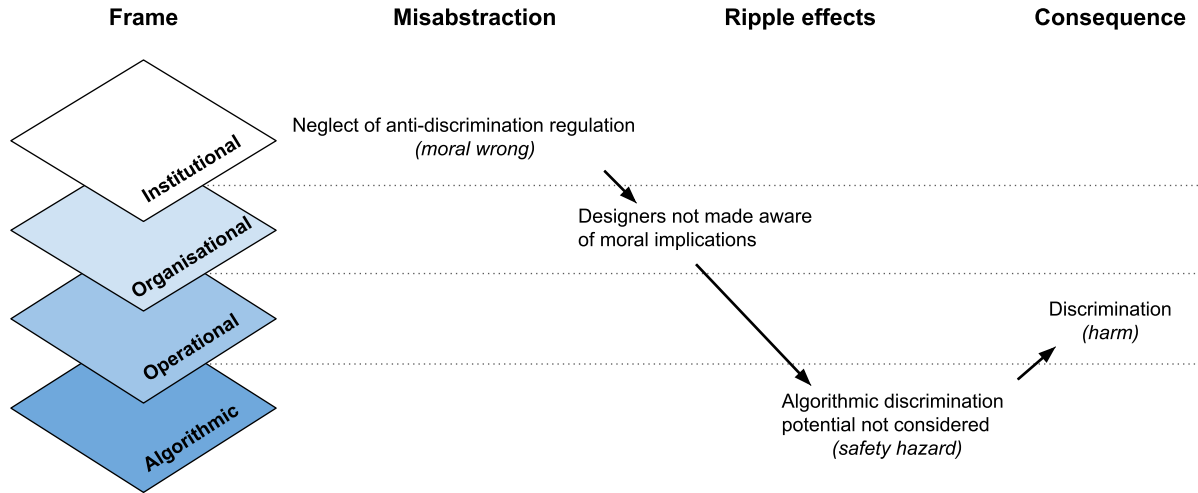 Frame
Misabstraction
Ripple effects
Consequence
Institutional
Neglect of anti-discrimination regulation
(moral wrong)
Organisational
Designers not made aware
of moral implications
Operational
Discrimination
(harm)
Algorithmic
Algorithmic discrimination
potential not considered
(safety hazard)